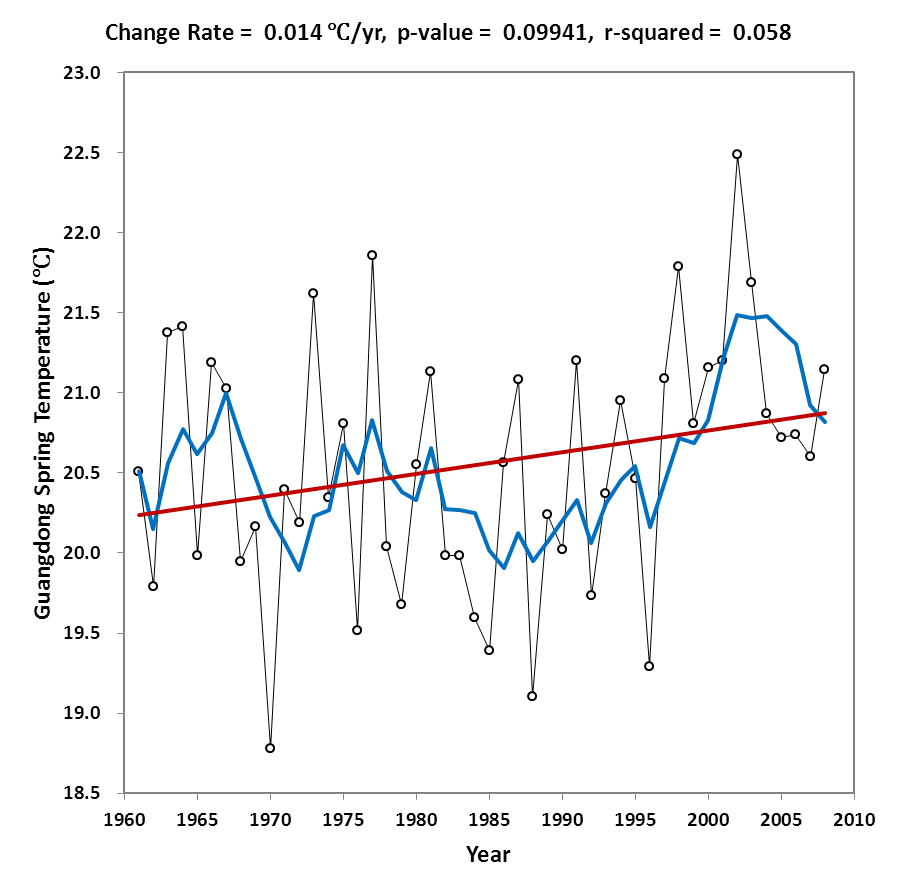 Change Rate = 0.014 °C/yr, p-value = 0.09941, r-squared = 0.058
23.0
22.5
22.0
21.5
21.0
20.5
20.0
19.5
19.0
18.5
Guangdong Spring Temperature (°C)
1960 1965 1970 1975 1980 1985 1990 1995 2000 2005 2010
Year